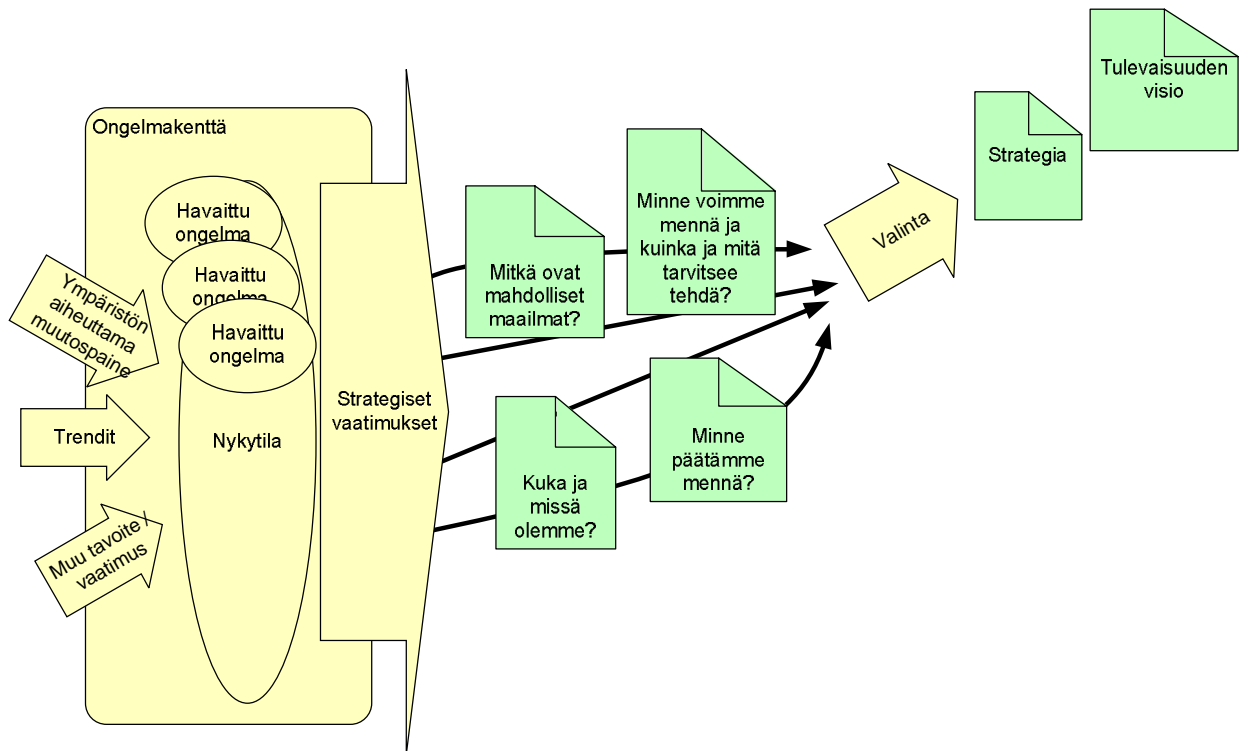 Ongelmakenttä
Havaittu
ongelma
Havaittu
ongelma
Havaittu
ongelma
Nykytila
Ympäristön
aiheuttama
muutospaine
Trendit
Muu tavoite /
vaatimus
Strategiset
vaatimukset
Mitkä ovat
mahdolliset
maailmat?
Minne voimme
mennä ja
kuinka ja mitä
tarvitsee
tehdä?
Kuka ja
missä
olemme?
Minne
päätämme
mennä?
Valinta
Strategia
Tulevaisuuden
visio